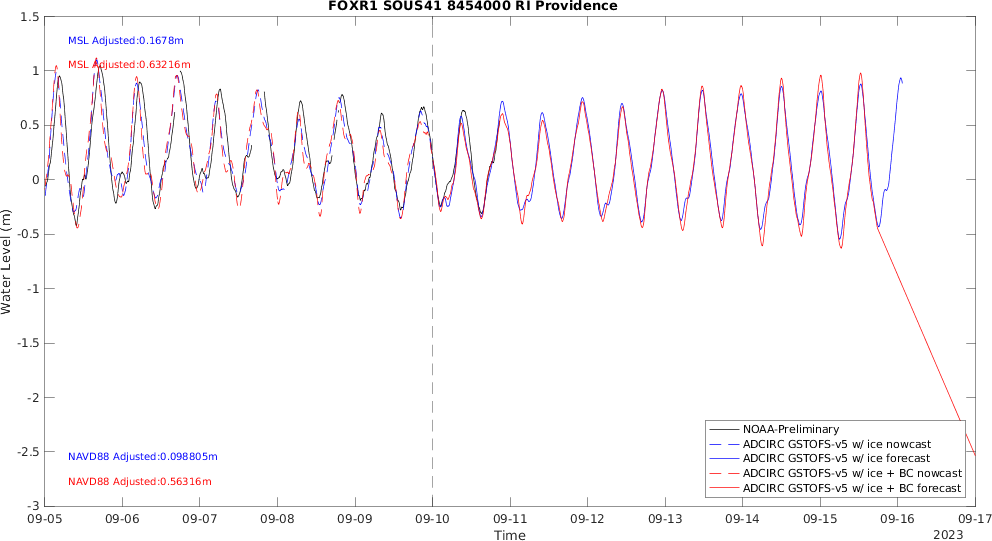 FOXR1 SOUS41 8454000 RI Providence
1.5
MSL Adjusted:0.1678m
MSL Adjusted:0.63216m
1
0.5
0
-0.5
-1
-1.5
-2
-2.5
-3
Water Level (m)
NAVD88 Adjusted:0.098805m
NAVD88 Adjusted:0.56316m
NOAA-Preliminary
ADCIRC GSTOFS-v5 w/ ice nowcast
ADCIRC GSTOFS-v5 w/ ice forecast
ADCIRC GSTOFS-v5 w/ ice + BC nowcast
ADCIRC GSTOFS-v5 w/ ice + BC forecast
09-05 09-06 09-07 09-08 09-09 09-10 09-11 09-12 09-13 09-14 09-15 09-16 09-17
Time
2023